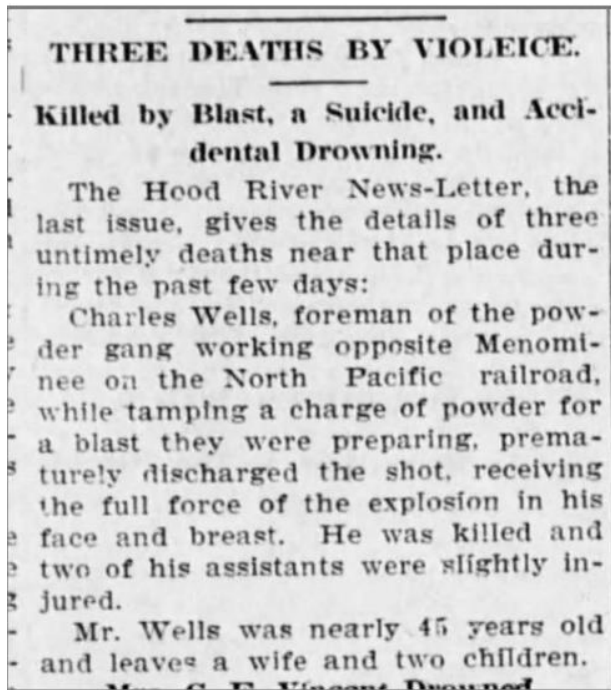 THREE DEATHS BY VIOLEICE.
Killed by Blast, a Suicide, and Acci-
dental Drowning.
The Hood River News-Letter, the
last issue, gives the details of three
untimely deaths near that place dur-
ing the past few days:
Charles Wells, foreman of the pow-
der gang working opposite Menomi-
nee on the North Pacific railroad,
while tamping a charge of powder for
a blast they were preparing, prema-
turely discharged the shot, receiving
the full force of the explosion in his
face and breast. He was killed and
two of his assistants were slightly in-
jured.
Mr. Wells was nearly 45 years old
and leaves a wife and two children.
Mrs. C. E. Vincent Drowned